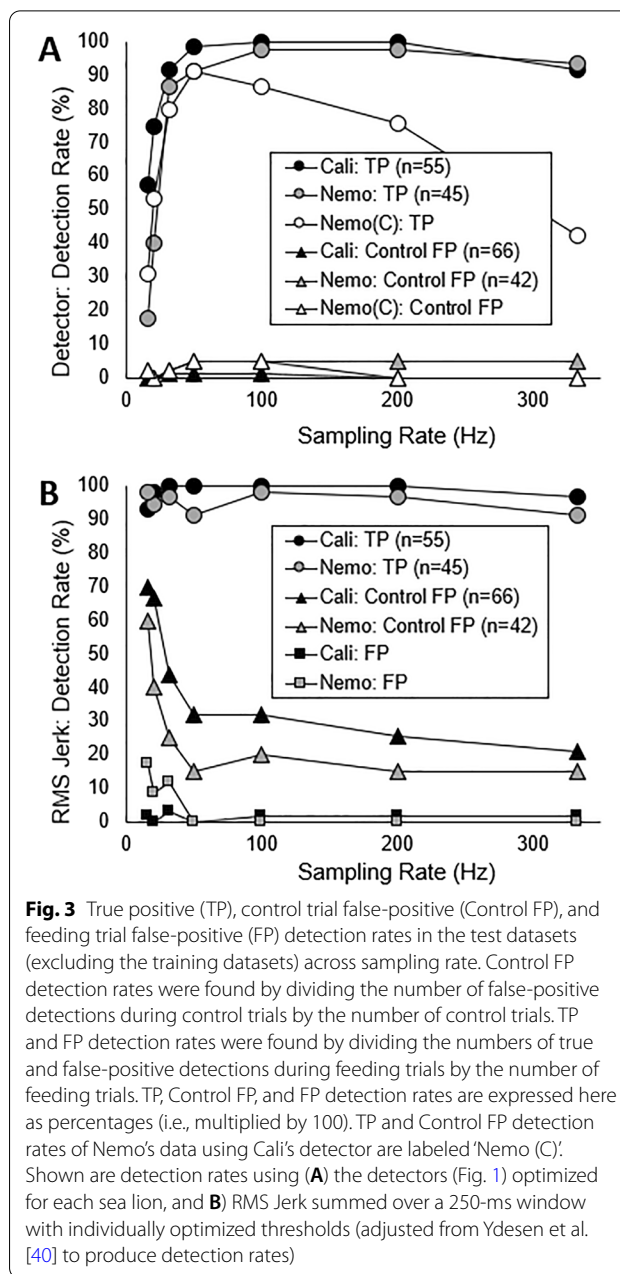 A
Detector: Detection Rate (%)
100
90
80
70
60
50
40
30
20
10
0
Cali: TP (n=55)
Nemo: TP (n=45)
Nemo(C): TP
Cali: Control FP (n=66)
Nemo: Control FP (n=42)
Nemo(C): Control FP
0 100 200 300
Sampling Rate (Hz)
B
RMS Jerk: Detection Rate (%)
100
90
80
70
60
50
40
30
20
10
0
Cali: TP (n=55)
Nemo: TP (n=45)
Cali: Control FP (n=66)
Nemo: Control FP (n=42)
Cali: FP
Nemo: FP
0 100 200 300
Sampling Rate (Hz)
Fig. 3 True positive (TP), control trial false-positive (Control FP), and
feeding trial false-positive (FP) detection rates in the test datasets
(excluding the training datasets) across sampling rate. Control FP
detection rates were found by dividing the number of false-positive
detections during control trials by the number of control trials. TP
and FP detection rates were found by dividing the numbers of true
and false-positive detections during feeding trials by the number of
feeding trials. TP, Control FP, and FP detection rates are expressed here
as percentages (i.e., multiplied by 100). TP and Control FP detection
rates of Nemo's data using Cali's detector are labeled 'Nemo (C)'.
Shown are detection rates using (A) the detectors (Fig. 1) optimized
for each sea lion, and B) RMS Jerk summed over a 250-ms window
with individually optimized thresholds (adjusted from Ydesen et al.
[40] to produce detection rates)